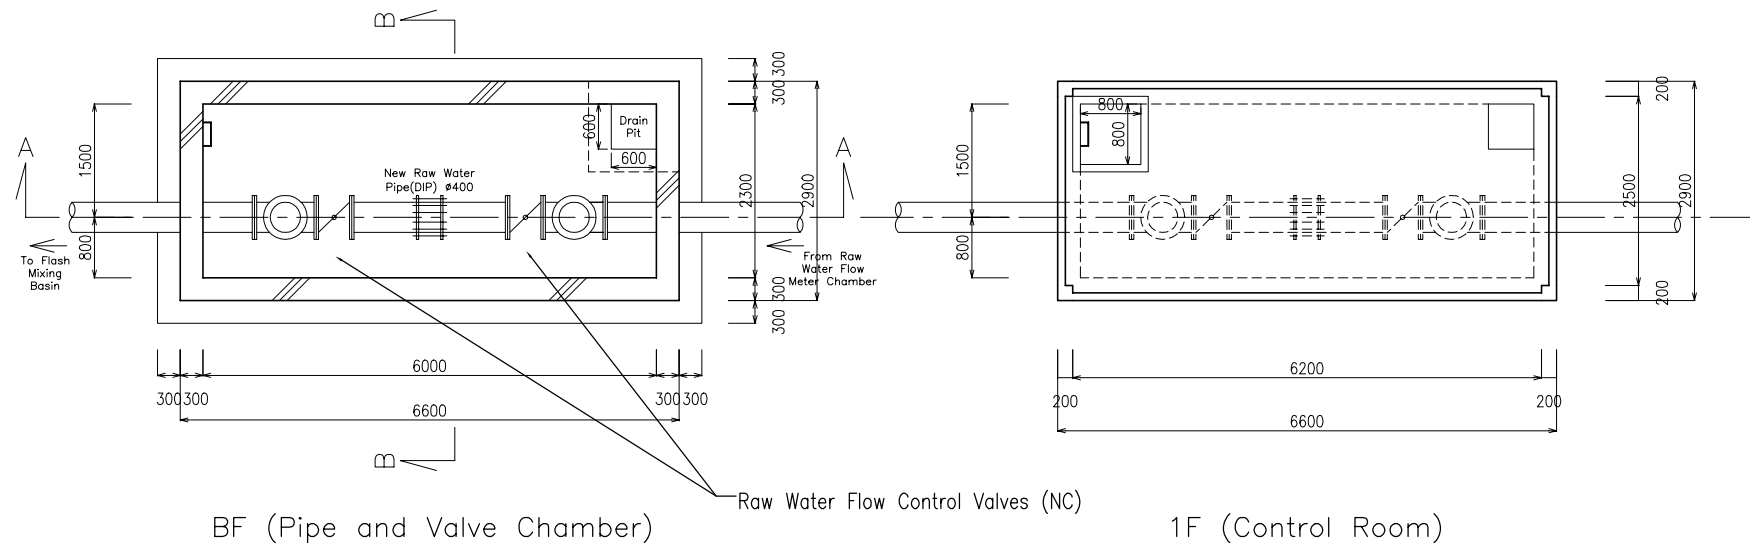 B
300
300
A
1500
800
To Flash
Mixing
Basin
600
Drain
Pit
600
New Raw Water
Pipe(DIP) ø400
2300
2900
A
From Raw
Water Flow
Meter Chamber
300
300
6000
300 300
300 300
6600
B
Raw Water Flow Control Valves (NC)
BF (Pipe and Valve Chamber)
1500
800
800
800
200
2500
2900
200
6200
200
200
6600
1F (Control Room)